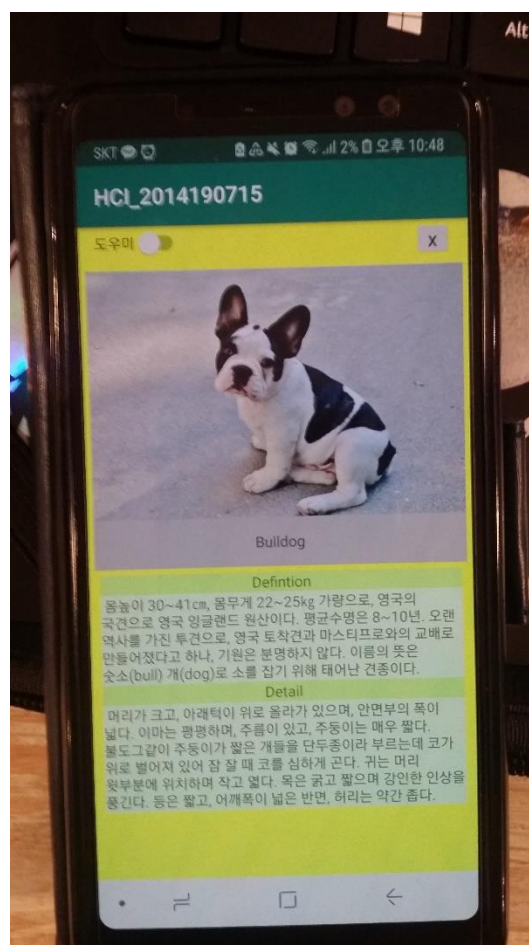 Alt
SKT 2% 오후 10:48
HCI_2014190715
도우미 X
Bulldog
Defintion
몸높이 30~41㎝, 몸무게 22~25㎏ 가량으로, 영국의
국견으로 영국 잉글랜드 원산이다. 평균수명은 8~10년. 오랜
역사를 가진 투견으로, 영국 토착견과 마스티프로와의 교배로
만들어졌다고 하나, 기원은 분명하지 않다. 이름의 뜻은
숫소(bull) 개(dog)로 소를 잡기 위해 태어난 견종이다.
Detail
머리가 크고, 아래턱이 위로 올라가 있으며, 안면부의 폭이
넓다. 이마는 평평하며, 주름이 있고, 주둥이는 매우 짧다.
불도그같이 주둥이가 짧은 개들을 단두종이라 부르는데 코가
위로 벌어져 있어 잠 잘 때 코를 심하게 곤다. 귀는 머리
윗부분에 위치하며 작고 엷다. 목은 굵고 짧으며 강인한 인상을
풍긴다. 등은 짧고, 어깨폭이 넓은 반면, 허리는 약간 좁다.